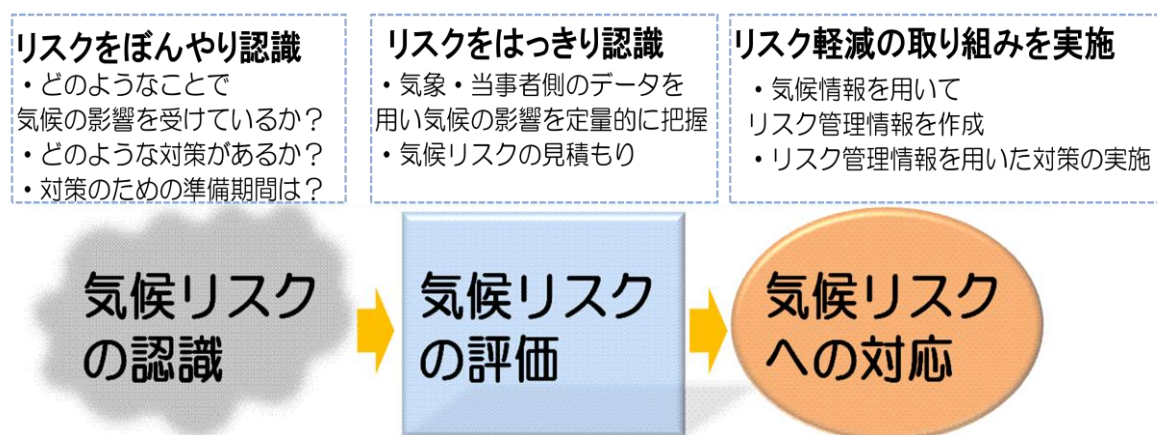 リスクをぼんやり認識
・どのようなことで
気候の影響を受けているか？
・どのような対策があるか？
・対策のための準備期間は？
リスクをはっきり認識
・気象・当事者側のデータを
用い気候の影響を定量的に把握
・気候リスクの見積もり
リスク軽減の取り組みを実施
・気候情報を用いて
リスク管理情報を作成
・リスク管理情報を用いた対策の実施
気候リスク
の認識
気候リスク
の評価
気候リスク
への対応